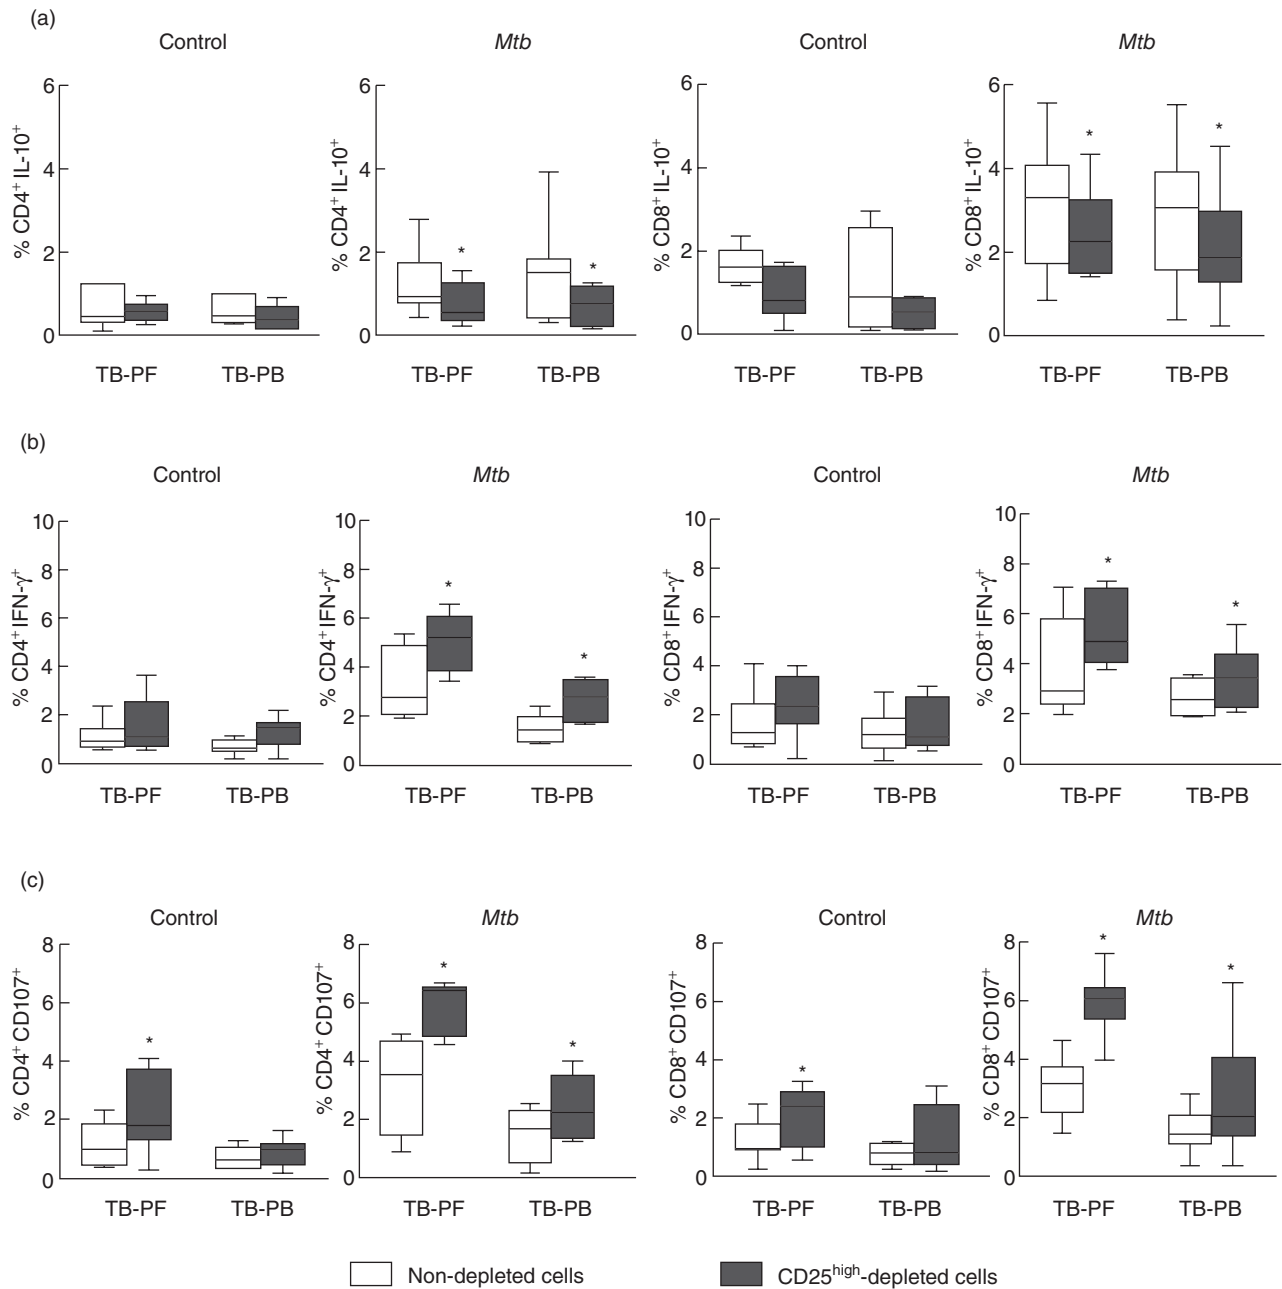 (a)
Control
Mtb
Control
Mtb
% CD4⁺ IL-10⁺
6
4
2
0
TB-PF TB-PB
% CD4⁺ IL-10⁺
6
4
2
0
* *
TB-PF TB-PB
% CD8⁺ IL-10⁺
6
4
2
0
TB-PF TB-PB
% CD8⁺ IL-10⁺
6
4
2
0
* *
TB-PF TB-PB
(b)
Control
Mtb
Control
Mtb
% CD4⁺ IFN-γ⁺
10
8
6
4
2
0
TB-PF TB-PB
% CD4⁺ IFN-γ⁺
10
8
6
4
2
0
* *
TB-PF TB-PB
% CD8⁺ IFN-γ⁺
10
8
6
4
2
0
TB-PF TB-PB
% CD8⁺ IFN-γ⁺
10
8
6
4
2
0
* *
TB-PF TB-PB
(c)
Control
Mtb
Control
Mtb
% CD4⁺ CD107⁺
8
6
4
2
0
*
TB-PF TB-PB
% CD4⁺ CD107⁺
8
6
4
2
0
* *
TB-PF TB-PB
% CD8⁺ CD107⁺
8
6
4
2
0
*
TB-PF TB-PB
% CD8⁺ CD107⁺
8
6
4
2
0
* *
TB-PF TB-PB
Non-depleted cells
CD25ʰⁱᵍʰ-depleted cells